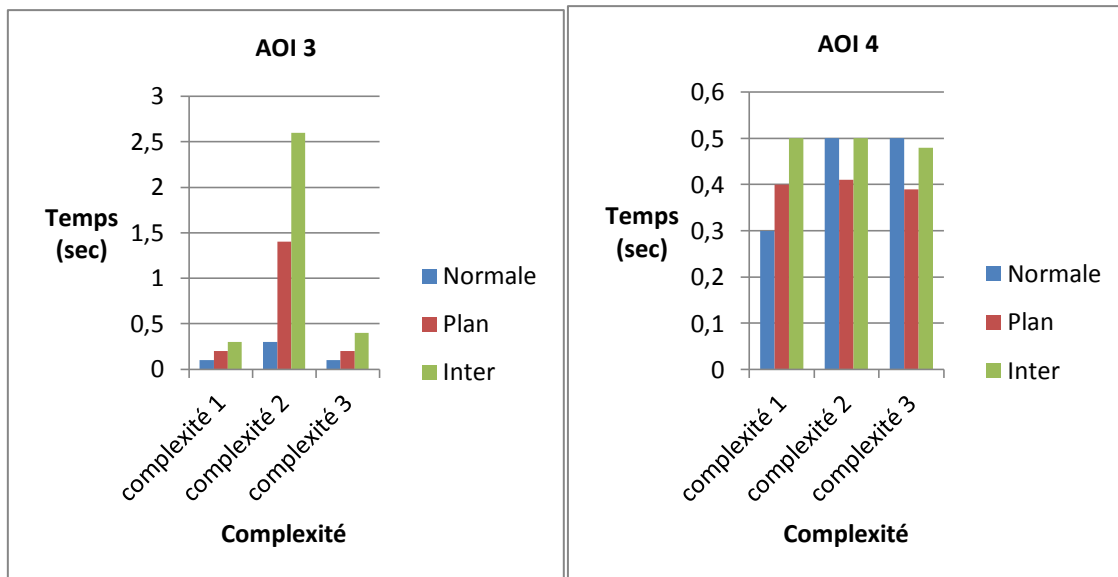 AOI 3
3
2,5
2
1,5
1
0,5
0
Temps
(sec)
Normale
Plan
Inter
complexité 1
complexité 2
complexité 3
Complexité
AOI 4
0,6
0,5
0,4
0,3
0,2
0,1
0
Temps
(sec)
Normale
Plan
Inter
complexité 1
complexité 2
complexité 3
Complexité